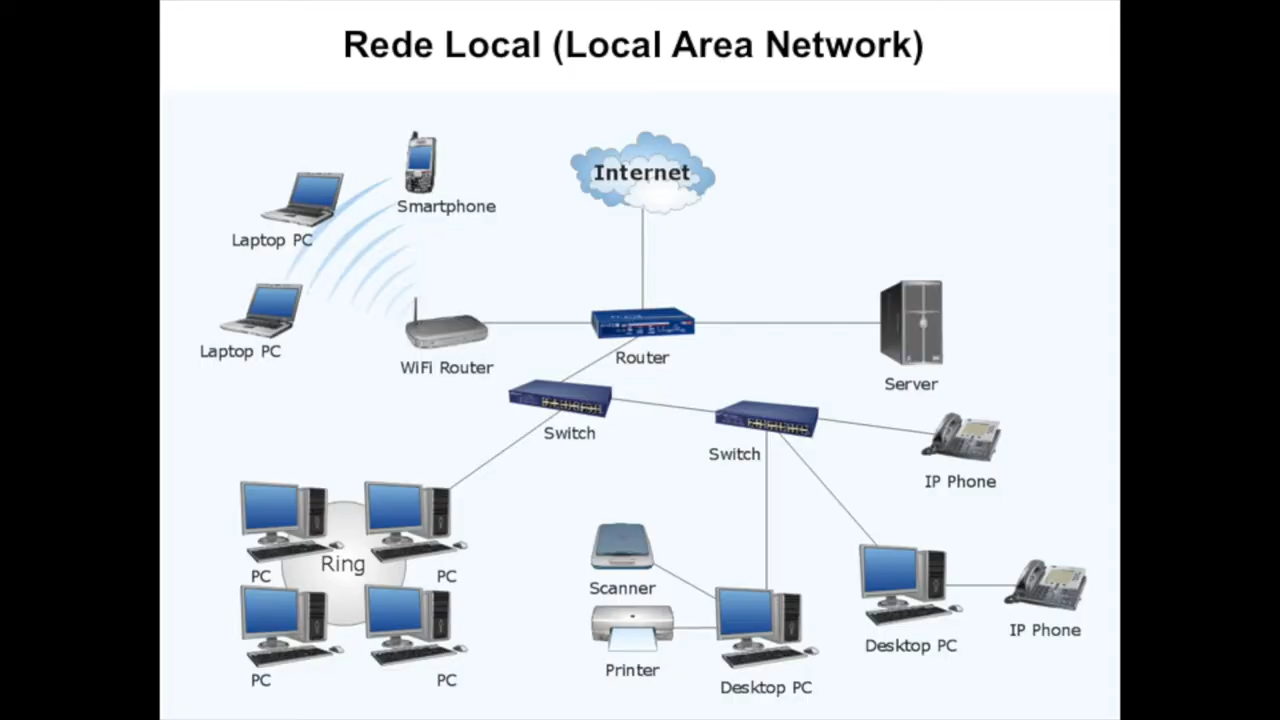 Rede Local (Local Area Network)
Internet
Smartphone
Laptop PC
Laptop PC
WiFi Router
Router
Server
Switch
Switch
IP Phone
Ring
PC
PC
PC
PC
Scanner
Printer
Desktop PC
Desktop PC
IP Phone